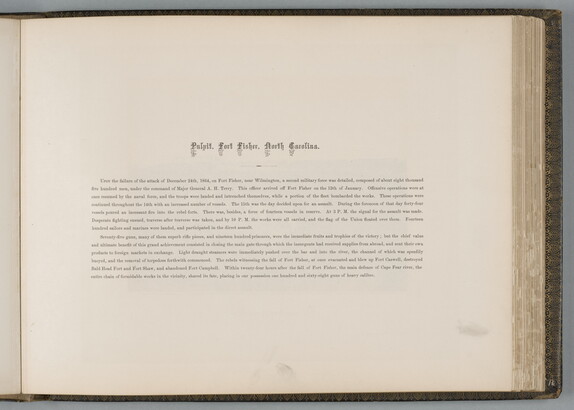 Pulpit, Fort Fisher, North Carolina.
Upon the failure of the attack of December 24th, 1864, on Fort Fisher, near Wilmington, a second military force was detailed, composed of about eight thousand
five hundred men, under the command of Major General A. H. Terry. This officer arrived off Fort Fisher on the 12th of January. Offensive operations were at
once resumed by the naval force, and the troops were landed and intrenched themselves, while a portion of the fleet bombarded the works. These operations were
continued throughout the 14th with an increased number of vessels. The 15th was the day decided upon for an assault. During the forenoon of that day forty-four
vessels poured an incessant fire into the rebel forts. There was, besides, a force of fourteen vessels in reserve. At 3 P. M. the signal for the assault was made.
Desperate fighting ensued, traverse after traverse was taken, and by 10 P. M. the works were all carried, and the flag of the Union floated over them. Fourteen
hundred sailors and marines were landed, and participated in the direct assault.
Seventy-five guns, many of them superb rifle pieces, and nineteen hundred prisoners, were the immediate fruits and trophies of the victory; but the chief value
and ultimate benefit of this grand achievement consisted in closing the main gate through which the insurgents had received supplies from abroad, and sent their own
products to foreign markets in exchange. Light-draught steamers were immediately pushed over the bar and into the river, the channel of which was speedily
buoyed, and the removal of torpedoes forthwith commenced. The rebels witnessing the fall of Fort Fisher, at once evacuated and blew up Fort Caswell, destroyed
Bald Head Fort and Fort Shaw, and abandoned Fort Campbell. Within twenty-four hours after the fall of Fort Fisher, the main defence of Cape Fear river, the
entire chain of formidable works in the vicinity, shared its fate, placing in our possession one hundred and sixty-eight guns of heavy calibre.